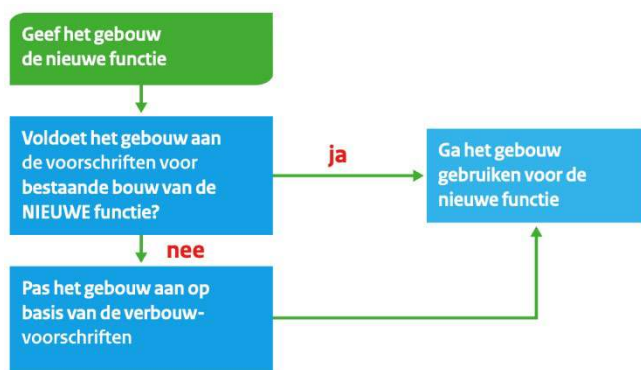 Geef het gebouw
de nieuwe functie
Voldoet het gebouw aan
de voorschriften voor
bestaande bouw van de
NIEUWE functie?
ja
Ga het gebouw
gebruiken voor de
nieuwe functie
nee
Pas het gebouw aan op
basis van de verbouw-
voorschriften